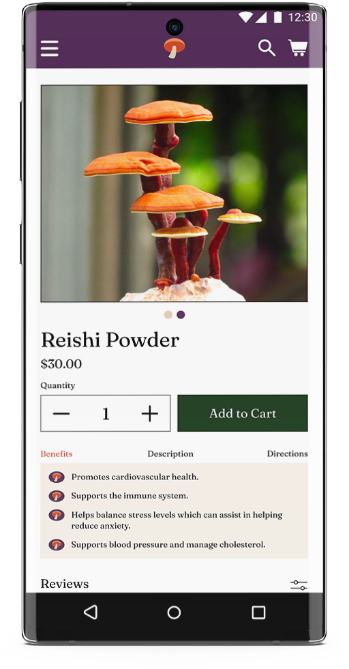 12:30
Reishi Powder
$30.00
Quantity
1
Add to Cart
Benefits Description Directions
Promotes cardiovascular health.
Supports the immune system.
Helps balance stress levels which can assist in helping
reduce anxiety.
Supports blood pressure and manage cholesterol.
Reviews